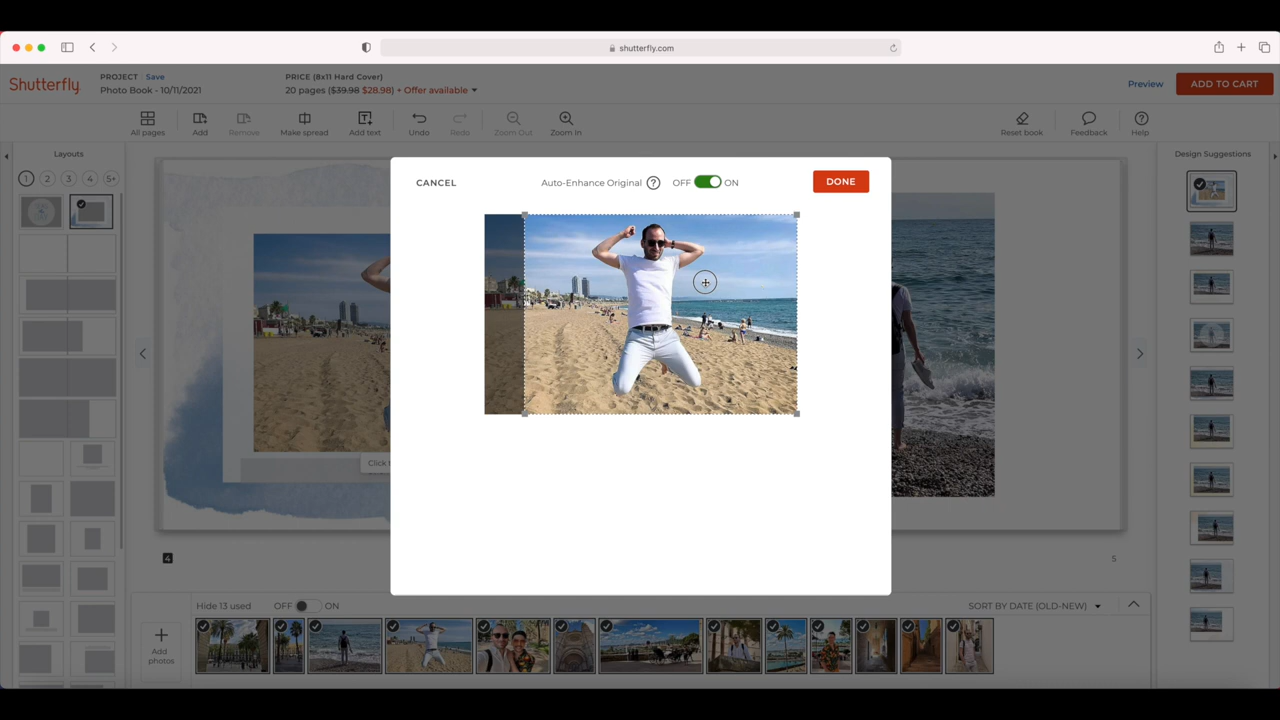 shutterfly.com
Shutterfly
PROJECT Save
Photo Book - 10/11/2021
PRICE (8x11 Hard Cover)
20 pages ($39.98 $28.98) + Offer available
Preview
ADD TO CART
All pages
Add
Remove
Make spread
Add text
Undo
Redo
Zoom Out
Zoom In
Reset book
Feedback
Help
Layouts
1 2 3 4 5+
Design Suggestions
CANCEL
Auto-Enhance Original ? OFF ON
DONE
Click
4
5
Hide 13 used OFF ON
SORT BY DATE (OLD-NEW)
Add
photos